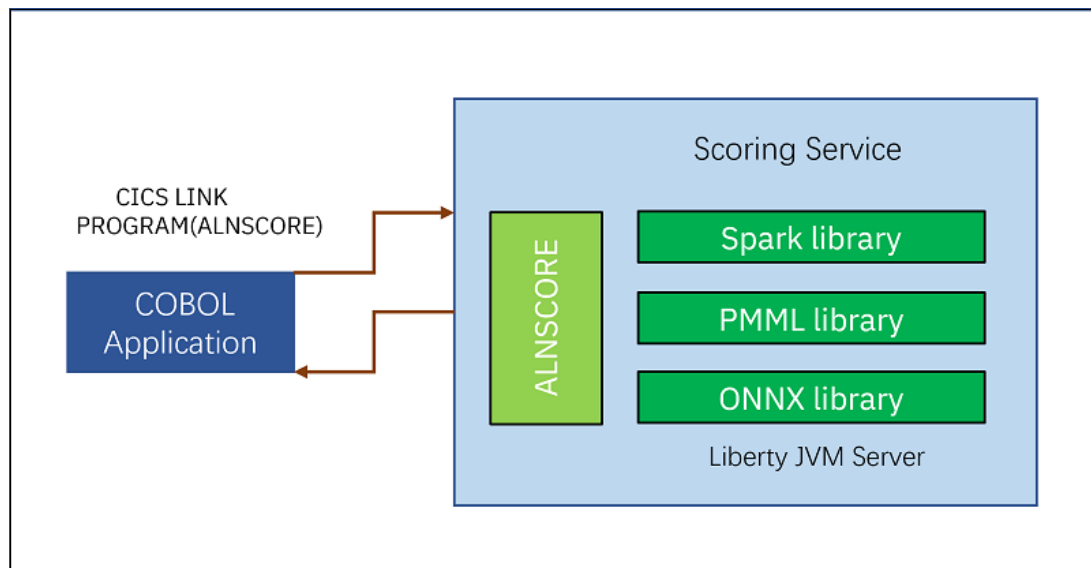 CICS LINK
PROGRAM(ALNSCORE)
COBOL
Application
Scoring Service
ALNSCORE
Spark library
PMML library
ONNX library
Liberty JVM Server